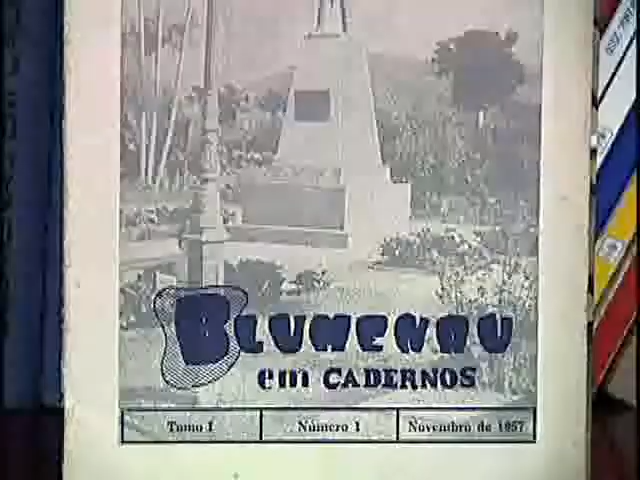 BLUMENAU
em CADERNOS
Tomo I
Número 1
Novembro de 1957